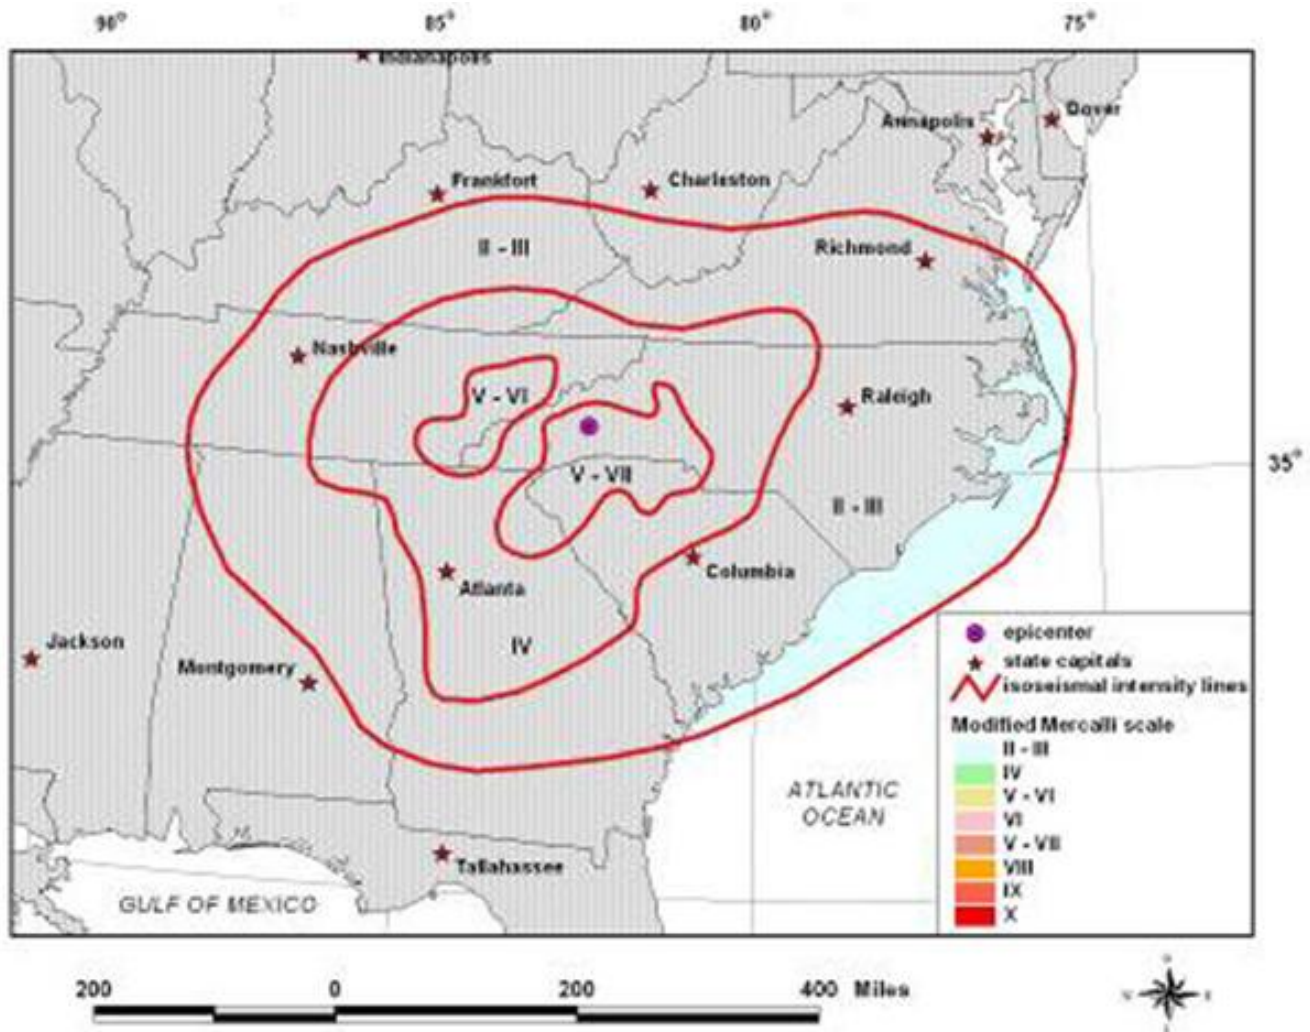 90° 85° 80° 75°
Indianapolis
Dover
Annapolis
Frankfort
Charleston
II - III
Richmond
Nashville
V - VI
Raleigh
35°
V - VII
II - III
Columbia
Atlanta
epicenter
Jackson
IV
state capitals
Montgomery
isoseismal intensity lines
Modified Mercalli scale
II - III
IV
ATLANTIC
OCEAN
V - VI
VI
V - VII
Tallahassee
VIII
IX
GULF OF MEXICO
X
200 0 200 400 Miles